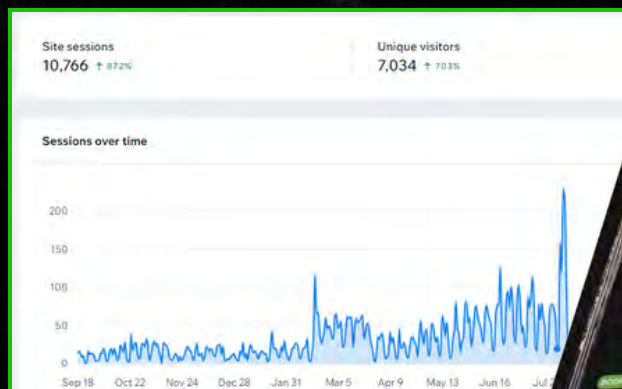 Site sessions
10,766 ↑ 872%
Unique visitors
7,034 ↑ 703%
Sessions over time
200
150
100
50
0
Sep 18 Oct 22 Nov 24 Dec 28 Jan 31 Mar 5 Apr 9 May 13 Jun 16 Jul